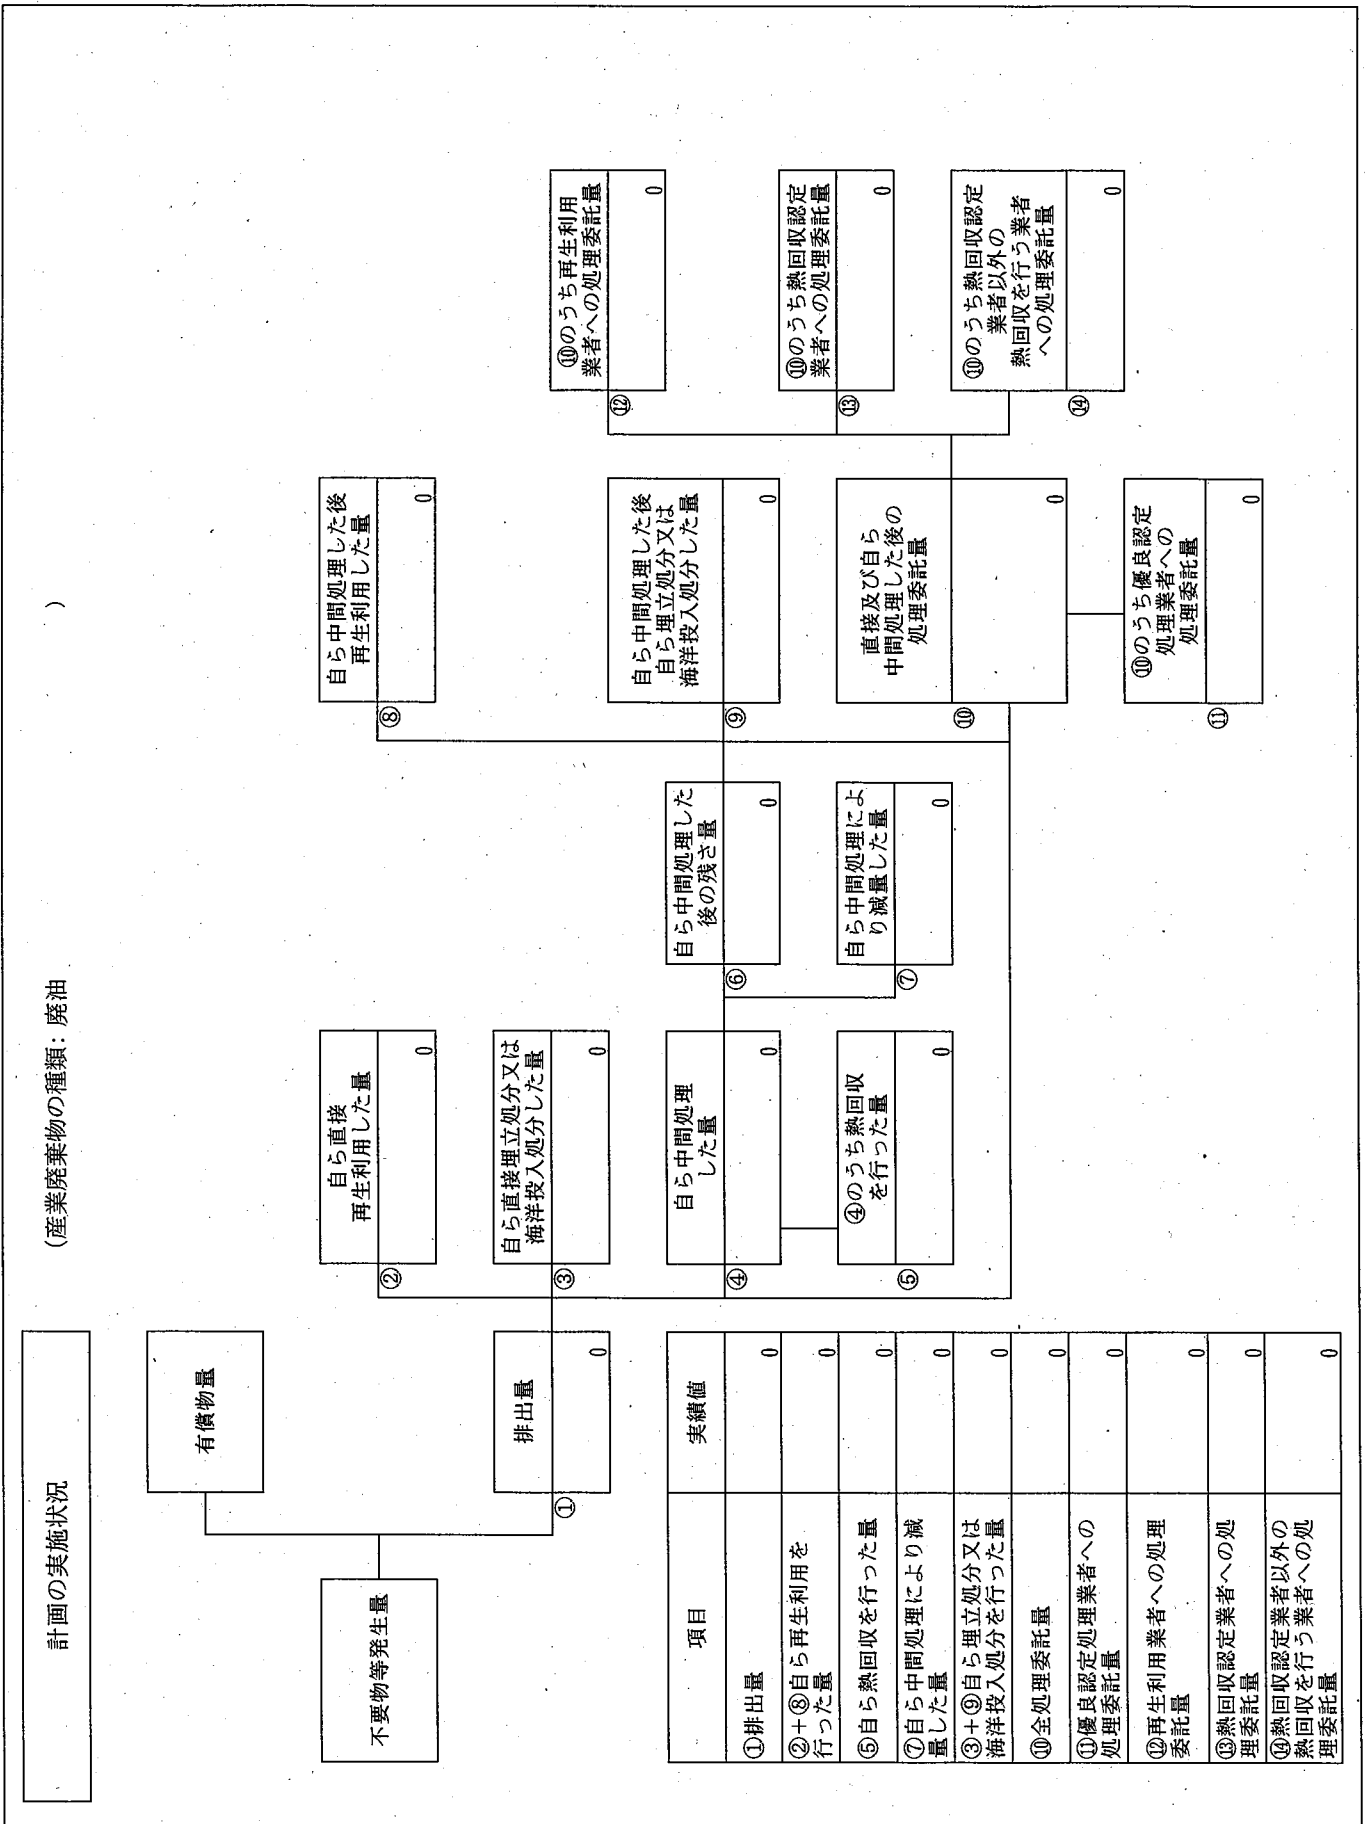 計画の実施状況
(産業廃棄物の種類：廃油　　　　)
不要物等発生量
有償物量
①
排出量
0
②
自ら直接
再生利用した量
0
③
自ら直接埋立処分又は
海洋投入処分した量
0
④
自ら中間処理
した量
0
⑤
④のうち熱回収
を行った量
0
⑥
自ら中間処理した
後の残さ量
0
⑦
自ら中間処理によ
り減量した量
0
⑧
自ら中間処理した後
再生利用した量
0
⑨
自ら中間処理した後
自ら埋立処分又は
海洋投入処分した量
0
⑩
直接及び自ら
中間処理した後の
処理委託量
0
⑪
⑩のうち優良認定
処理業者への
処理委託量
0
⑫
⑩のうち再生利用
業者への処理委託量
0
⑬
⑩のうち熱回収認定
業者への処理委託量
0
⑭
⑩のうち熱回収認定
業者以外の
熱回収を行う業者
への処理委託量
0
項目 実績値
①排出量 0
②＋⑧自ら再生利用を
行った量 0
⑤自ら熱回収を行った量 0
⑦自ら中間処理により減
量した量 0
③＋⑨自ら埋立処分又は
海洋投入処分を行った量 0
⑩全処理委託量 0
⑪優良認定処理業者への
処理委託量 0
⑫再生利用業者への処理
委託量 0
⑬熱回収認定業者への処
理委託量 0
⑭熱回収認定業者以外の
熱回収を行う業者への処
理委託量 0